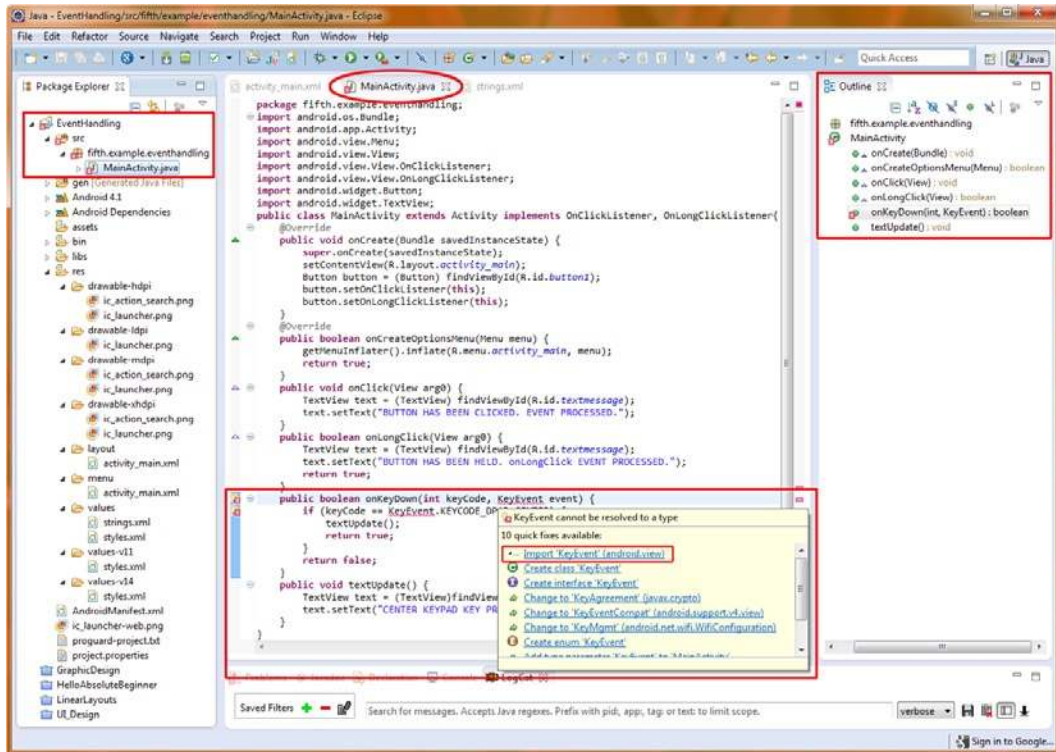 Java - EventHandling/src/fifth/example/eventhandling/MainActivity.java - Eclipse
File Edit Refactor Source Navigate Search Project Run Window Help
Quick Access
Java
Package Explorer
EventHandling
src
fifth.example.eventhandling
MainActivity.java
gen [Generated Java Files]
Android 4.1
Android Dependencies
assets
bin
libs
res
drawable-hdpi
ic_action_search.png
ic_launcher.png
drawable-ldpi
ic_launcher.png
drawable-mdpi
ic_action_search.png
ic_launcher.png
drawable-xhdpi
ic_action_search.png
ic_launcher.png
layout
activity_main.xml
menu
activity_main.xml
values
strings.xml
styles.xml
values-v11
styles.xml
values-v14
styles.xml
AndroidManifest.xml
ic_launcher-web.png
proguard-project.txt
project.properties
GraphicDesign
HelloAbsoluteBeginner
LinearLayouts
UI_Design
activity_main.xml MainActivity.java strings.xml
package fifth.example.eventhandling;
import android.os.Bundle;
import android.app.Activity;
import android.view.Menu;
import android.view.View;
import android.view.View.OnClickListener;
import android.view.View.OnLongClickListener;
import android.widget.Button;
import android.widget.TextView;
public class MainActivity extends Activity implements OnClickListener, OnLongClickListener{
@Override
public void onCreate(Bundle savedInstanceState) {
super.onCreate(savedInstanceState);
setContentView(R.layout.activity_main);
Button button = (Button) findViewById(R.id.button1);
button.setOnClickListener(this);
button.setOnLongClickListener(this);
}
@Override
public boolean onCreateOptionsMenu(Menu menu) {
getMenuInflater().inflate(R.menu.activity_main, menu);
return true;
}
public void onClick(View arg0) {
TextView text = (TextView) findViewById(R.id.textmessage);
text.setText("BUTTON HAS BEEN CLICKED. EVENT PROCESSED.");
}
public boolean onLongClick(View arg0) {
TextView text = (TextView) findViewById(R.id.textmessage);
text.setText("BUTTON HAS BEEN HELD. onLongClick EVENT PROCESSED.");
return true;
}
public boolean onKeyDown(int keyCode, KeyEvent event) {
if (keyCode == KeyEvent.KEYCODE_
textUpdate();
return true;
}
return false;
}
public void textUpdate() {
TextView text = (TextView)findView
text.setText("CENTER KEYPAD KEY PR
}
}
KeyEvent cannot be resolved to a type
10 quick fixes available:
Import 'KeyEvent' (android.view)
Create class 'KeyEvent'
Create interface 'KeyEvent'
Change to 'KeyAgreement' (javax.crypto)
Change to 'KeyEventCompat' (android.support.v4.view)
Change to 'KeyMgmt' (android.net.wifi.WifiConfiguration)
Create enum 'KeyEvent'
Add type parameter 'KeyEvent' to 'MainActivity'
Outline
fifth.example.eventhandling
MainActivity
onCreate(Bundle) : void
onCreateOptionsMenu(Menu) : boolean
onClick(View) : void
onLongClick(View) : boolean
onKeyDown(int, KeyEvent) : boolean
textUpdate() : void
Problems Javadoc Declaration Console LogCat
Saved Filters
Search for messages. Accepts Java regexes. Prefix with pid:, app:, tag: or text: to limit scope.
verbose
Sign in to Google...